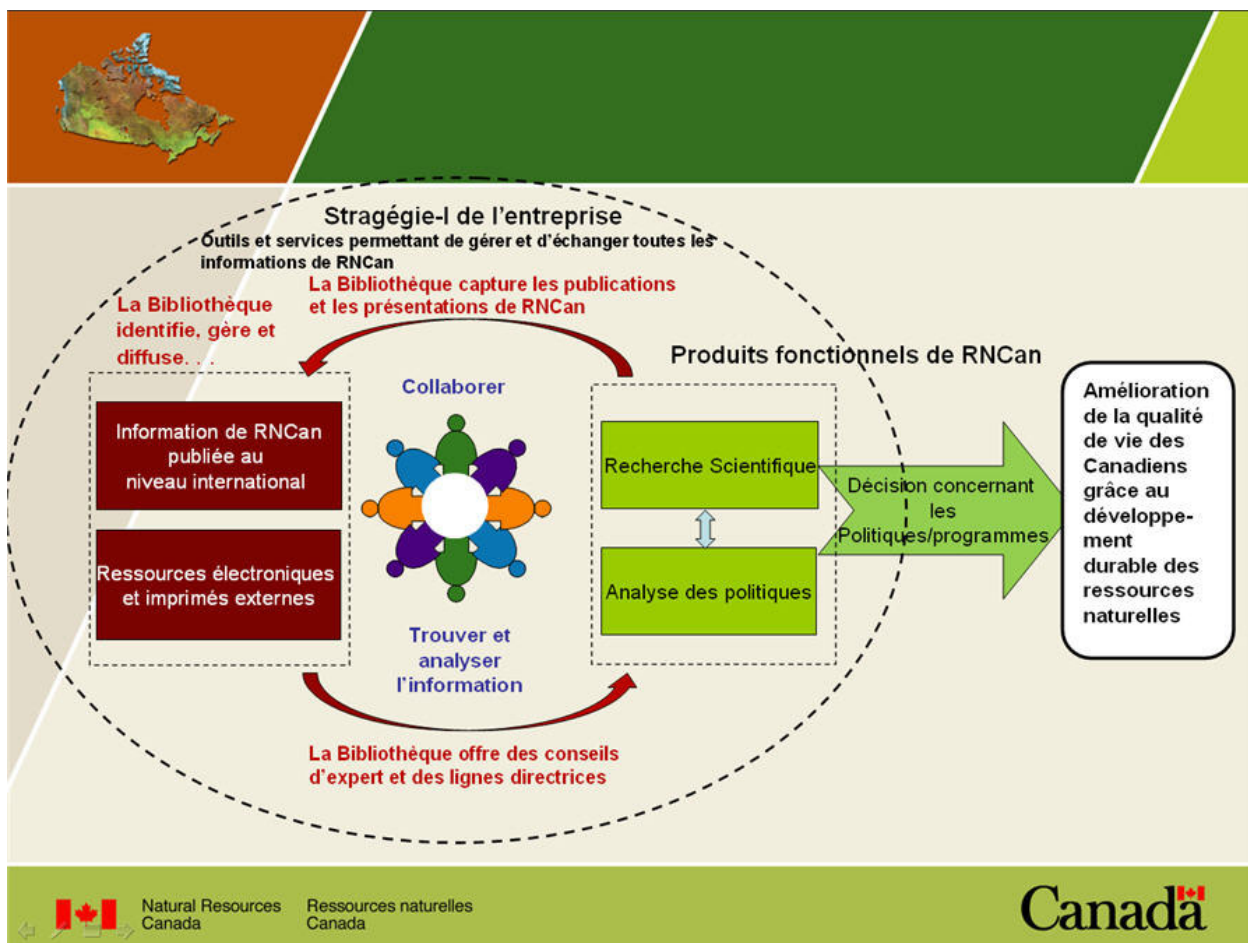 Stragégie-I de l'entreprise
Outils et services permettant de gérer et d'échanger toutes les
informations de RNCan
La Bibliothèque capture les publications
et les présentations de RNCan
La Bibliothèque
identifie, gère et
diffuse. . .
Produits fonctionnels de RNCan
Collaborer
Information de RNCan
publiée au
niveau international
Ressources électroniques
et imprimés externes
Trouver et
analyser
l'information
Recherche Scientifique
Analyse des politiques
Décision concernant
les
Politiques/programmes
Amélioration
de la qualité
de vie des
Canadiens
grâce au
développe-
ment
durable des
ressources
naturelles
La Bibliothèque offre des conseils
d'expert et des lignes directrices
Natural Resources
Canada
Ressources naturelles
Canada
Canada